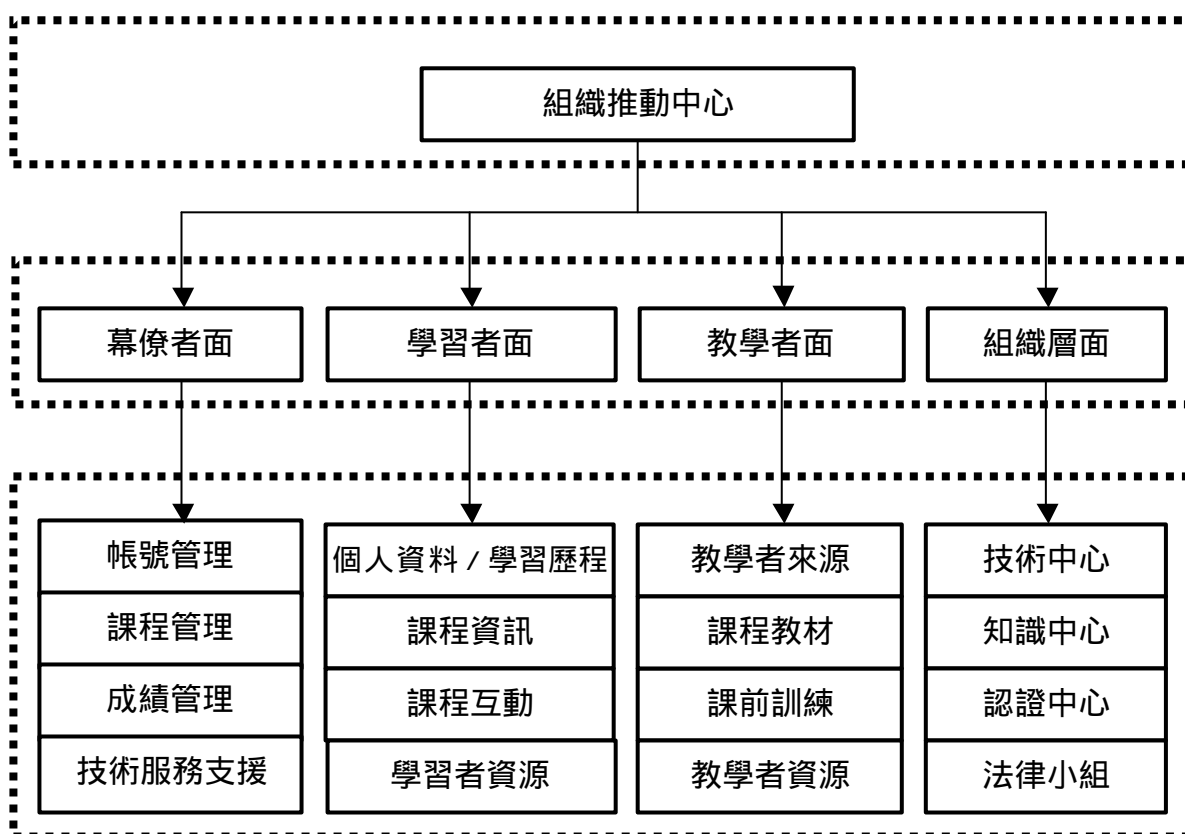 組織推動中心
幕僚者面
學習者面
教學者面
組織層面
帳號管理
課程管理
成績管理
技術服務支援
個人資料 / 學習歷程
課程資訊
課程互動
學習者資源
教學者來源
課程教材
課前訓練
教學者資源
技術中心
知識中心
認證中心
法律小組